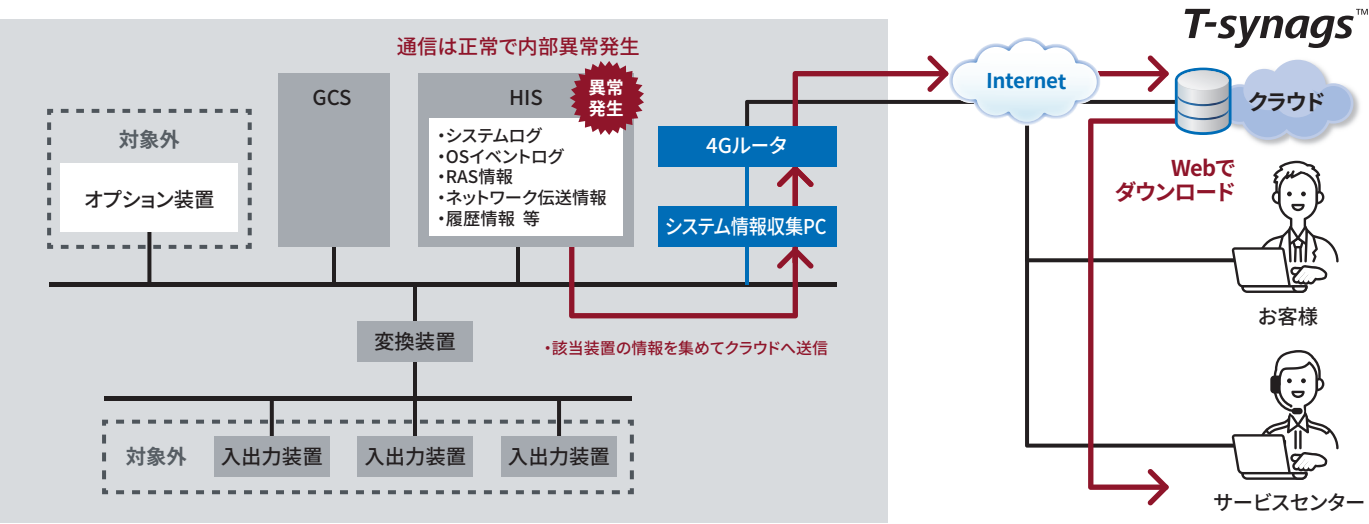 T-synags™
通信は正常で内部異常発生
GCS
HIS
異常
発生
・システムログ
・OSイベントログ
・RAS情報
・ネットワーク伝送情報
・履歴情報 等
対象外
オプション装置
4Gルータ
システム情報収集PC
Internet
クラウド
Webで
ダウンロード
お客様
変換装置
・該当装置の情報を集めてクラウドへ送信
対象外
入出力装置
入出力装置
入出力装置
サービスセンター